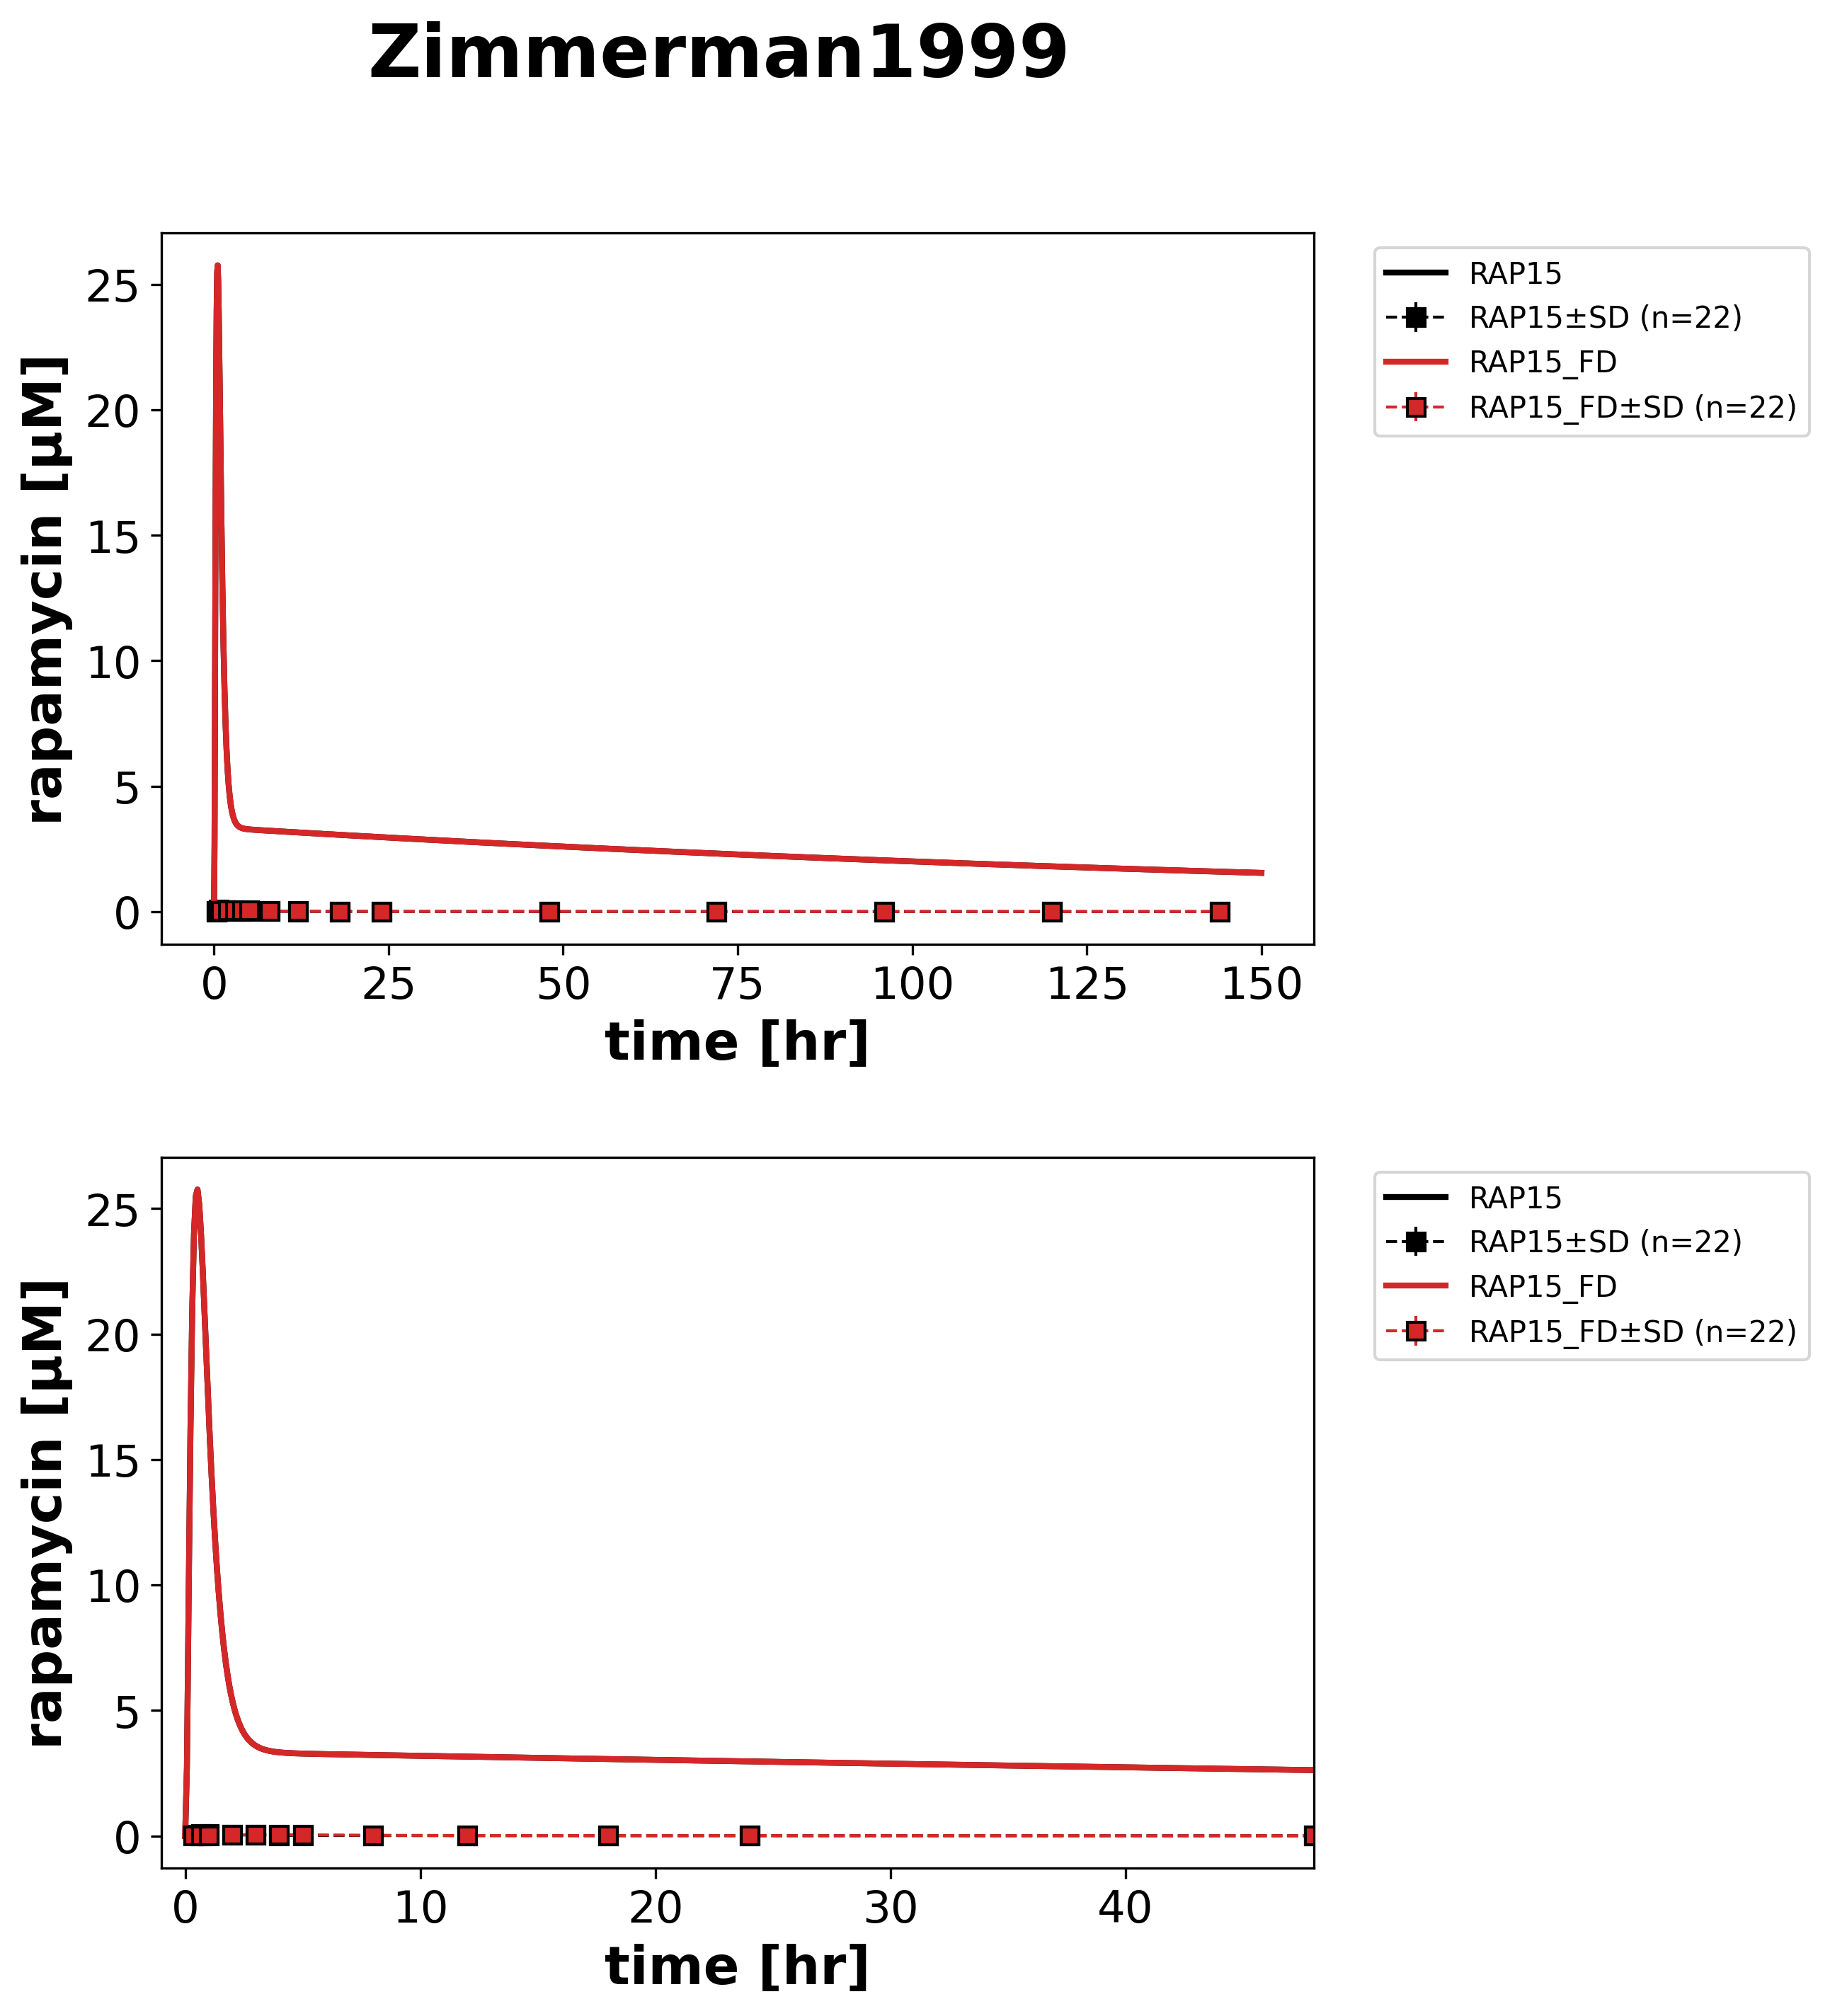 Zimmerman1999
rapamycin [µM]
25
20
15
10
5
0
0 25 50 75 100 125 150
time [hr]
RAP15
RAP15±SD (n=22)
RAP15_FD
RAP15_FD±SD (n=22)
rapamycin [µM]
25
20
15
10
5
0
0 10 20 30 40
time [hr]
RAP15
RAP15±SD (n=22)
RAP15_FD
RAP15_FD±SD (n=22)